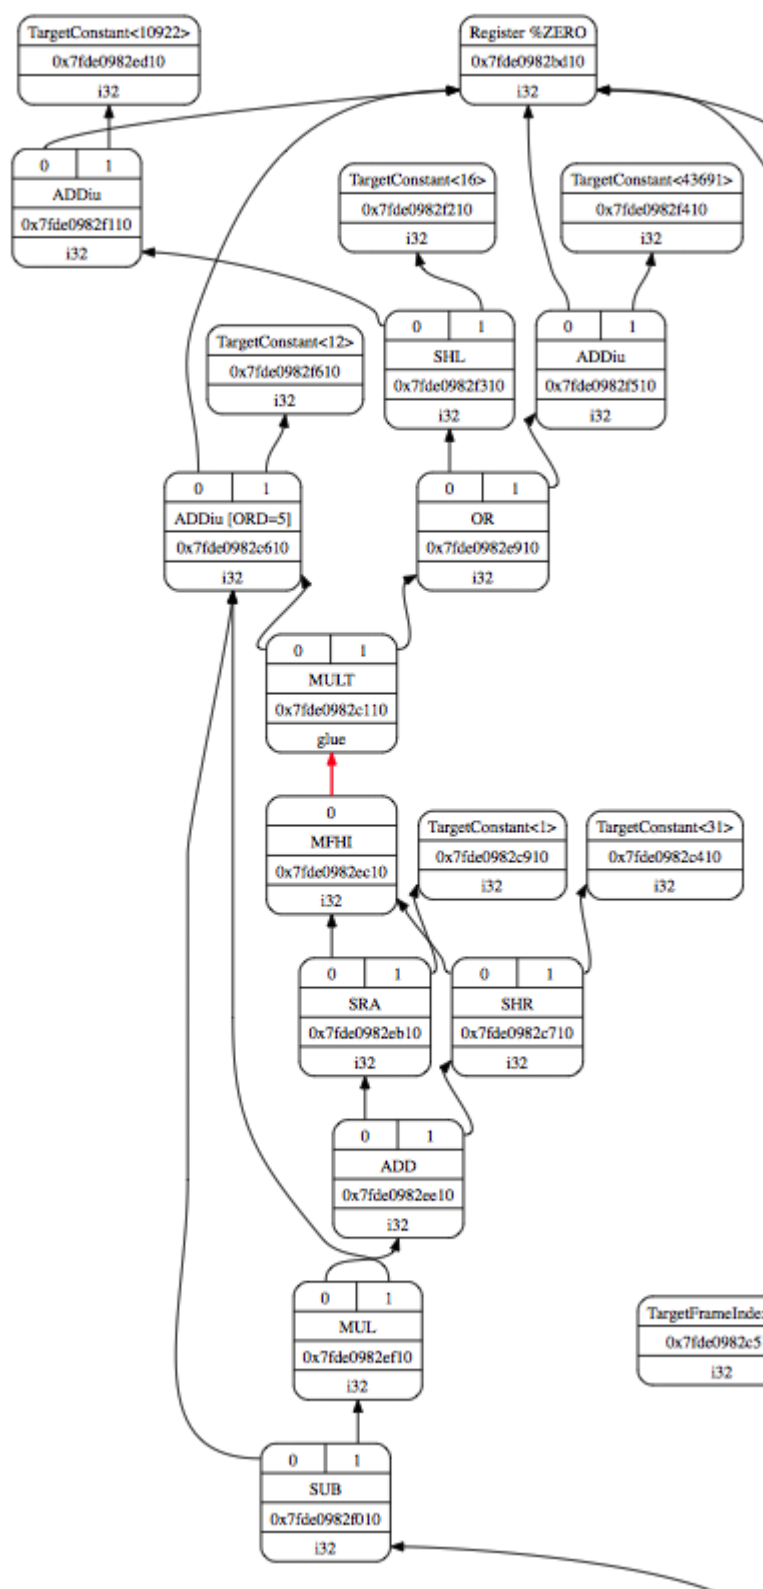 TargetConstant<10922>
0x7fde0982ed10
i32
Register %ZERO
0x7fde0982bd10
i32
0 1
ADDiu
0x7fde0982f110
i32
TargetConstant<16>
0x7fde0982f210
i32
TargetConstant<43691>
0x7fde0982f410
i32
TargetConstant<12>
0x7fde0982f610
i32
0 1
SHL
0x7fde0982f310
i32
0 1
ADDiu
0x7fde0982f510
i32
0 1
ADDiu [ORD=5]
0x7fde0982c610
i32
0 1
OR
0x7fde0982e910
i32
0 1
MULT
0x7fde0982c110
glue
0
MFHI
0x7fde0982ec10
i32
TargetConstant<1>
0x7fde0982c910
i32
TargetConstant<31>
0x7fde0982c410
i32
0 1
SRA
0x7fde0982eb10
i32
0 1
SHR
0x7fde0982c710
i32
0 1
ADD
0x7fde0982ee10
i32
0 1
MUL
0x7fde0982ef10
i32
TargetFrameInde
0x7fde0982c5
i32
0 1
SUB
0x7fde0982f010
i32